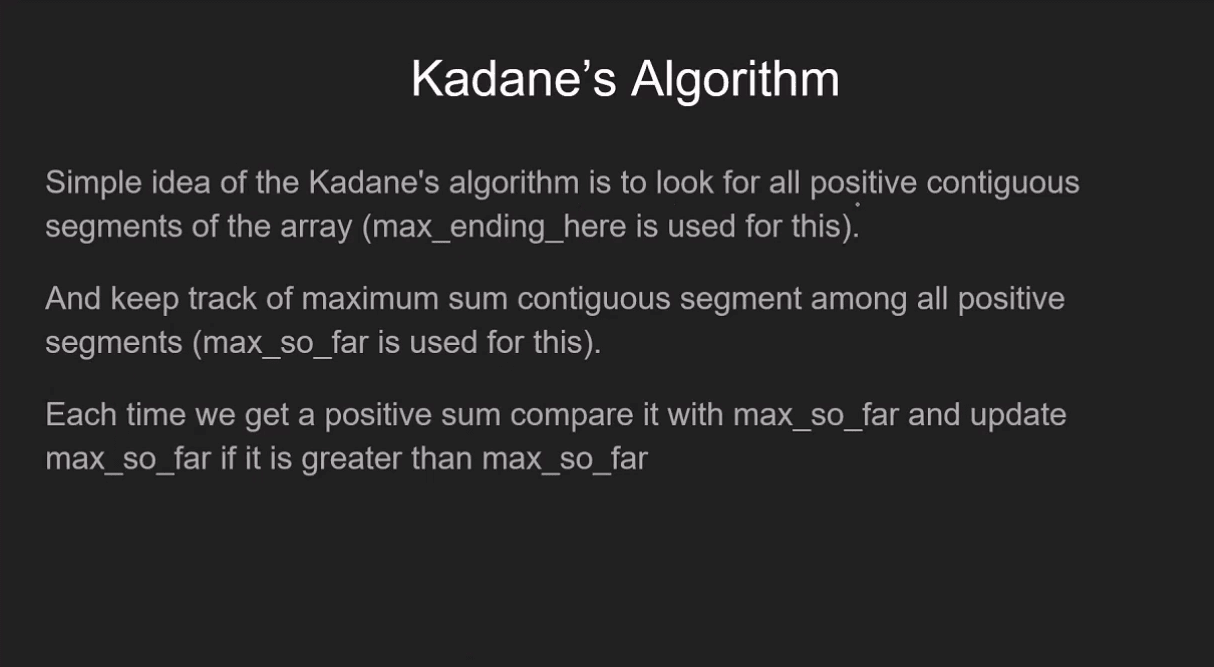 Kadane’s Algorithm
Simple idea of the Kadane's algorithm is to look for all positive contiguous
segments of the array (max_ending_here is used for this).
And keep track of maximum sum contiguous segment among all positive
segments (max_so_far is used for this).
Each time we get a positive sum compare it with max_so_far and update
max_so_far if it is greater than max_so_far